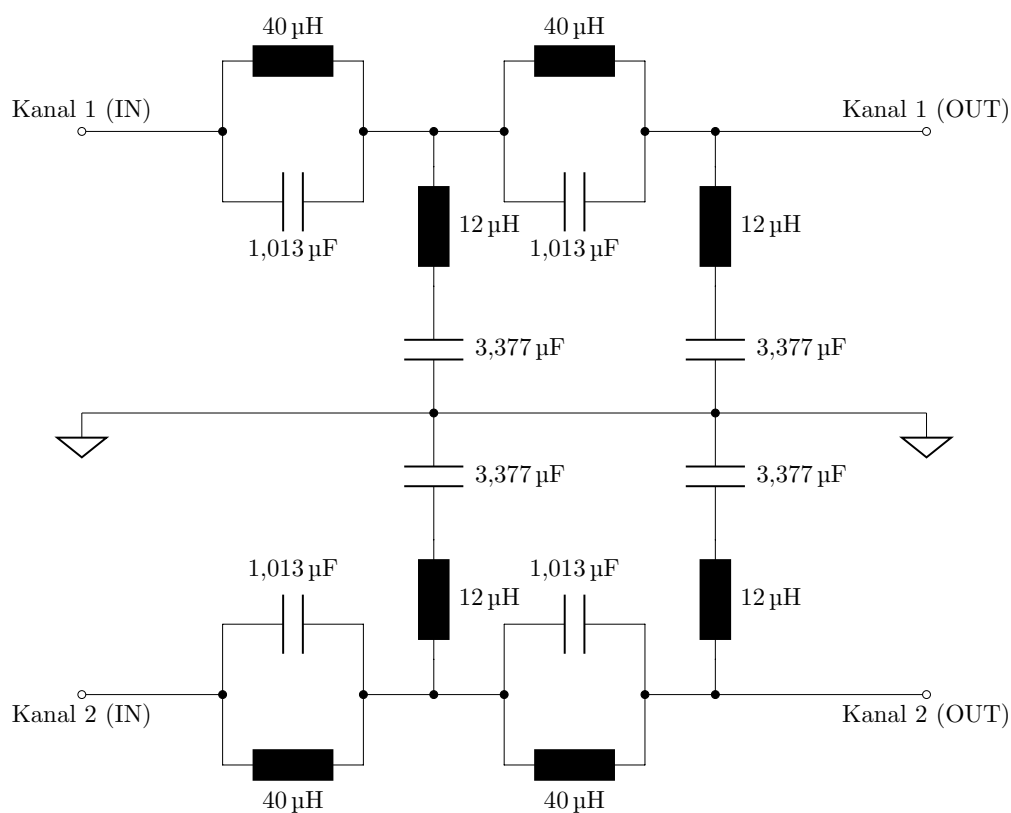 40 µH
40 µH
Kanal 1 (IN)
Kanal 1 (OUT)
12 µH
12 µH
1,013 µF
1,013 µF
3,377 µF
3,377 µF
3,377 µF
3,377 µF
1,013 µF
1,013 µF
12 µH
12 µH
Kanal 2 (IN)
Kanal 2 (OUT)
40 µH
40 µH